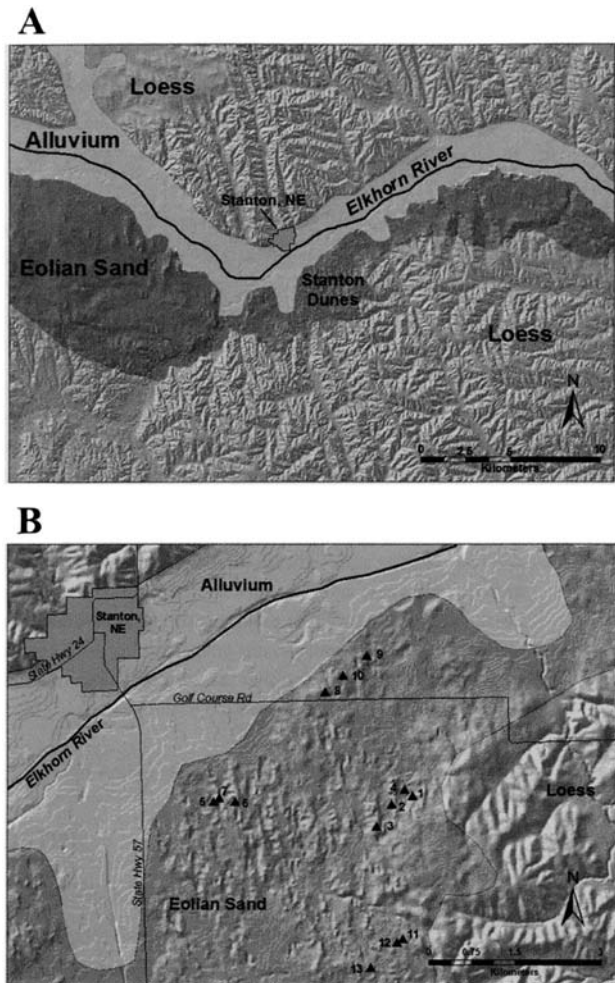 A
Loess
Alluvium
Elkhorn River
Stanton, NE
Eolian Sand
Stanton
Dunes
Loess
N
0 2.5 5 10
Kilometers
B
Alluvium
Stanton,
NE
State Hwy 24
9
10
8
Golf Course Rd
Elkhorn River
7
5 6
4
1
2
3
Loess
State Hwy 57
Eolian Sand
N
11
12
13
0 0.75 1.5 3
Kilometers